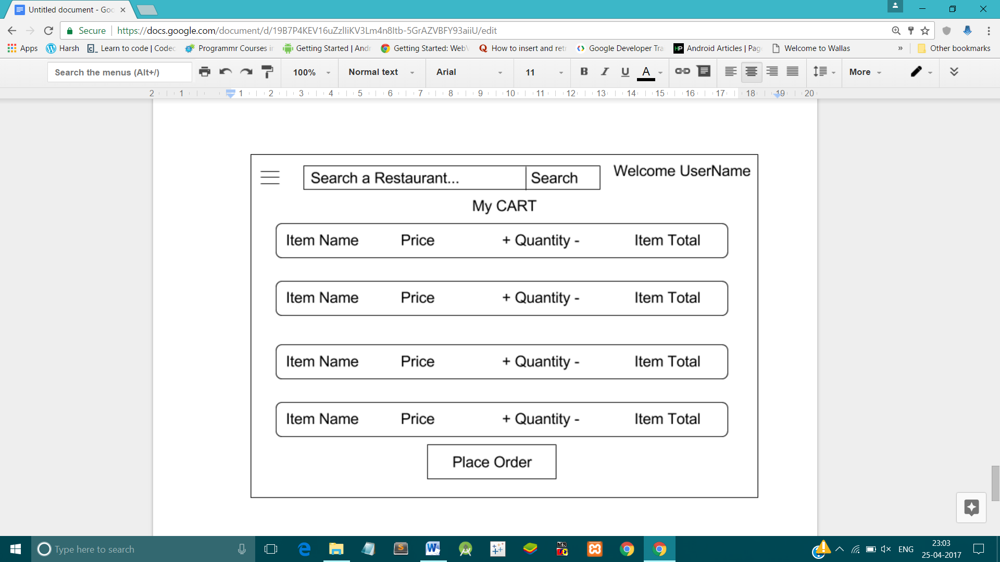 Untitled document - Goo
Secure https://docs.google.com/document/d/19B7P4KEV16uZzlIiKV3Lm4n8Itb-5GrAZVBFY93aiiU/edit
Apps Harsh Learn to code | Codec Programmr Courses in Getting Started | Andr Getting Started: WebV How to insert and retr Google Developer Tra Android Articles | Page Welcome to Wallas » Other bookmarks
Search the menus (Alt+/) 100% Normal text Arial 11 B I U A More
2 1 1 2 3 4 5 6 7 8 9 10 11 12 13 14 15 16 17 18 19 20
Search a Restaurant... Search Welcome UserName
My CART
Item Name Price + Quantity - Item Total
Item Name Price + Quantity - Item Total
Item Name Price + Quantity - Item Total
Item Name Price + Quantity - Item Total
Place Order
Type here to search ENG 23:03
25-04-2017